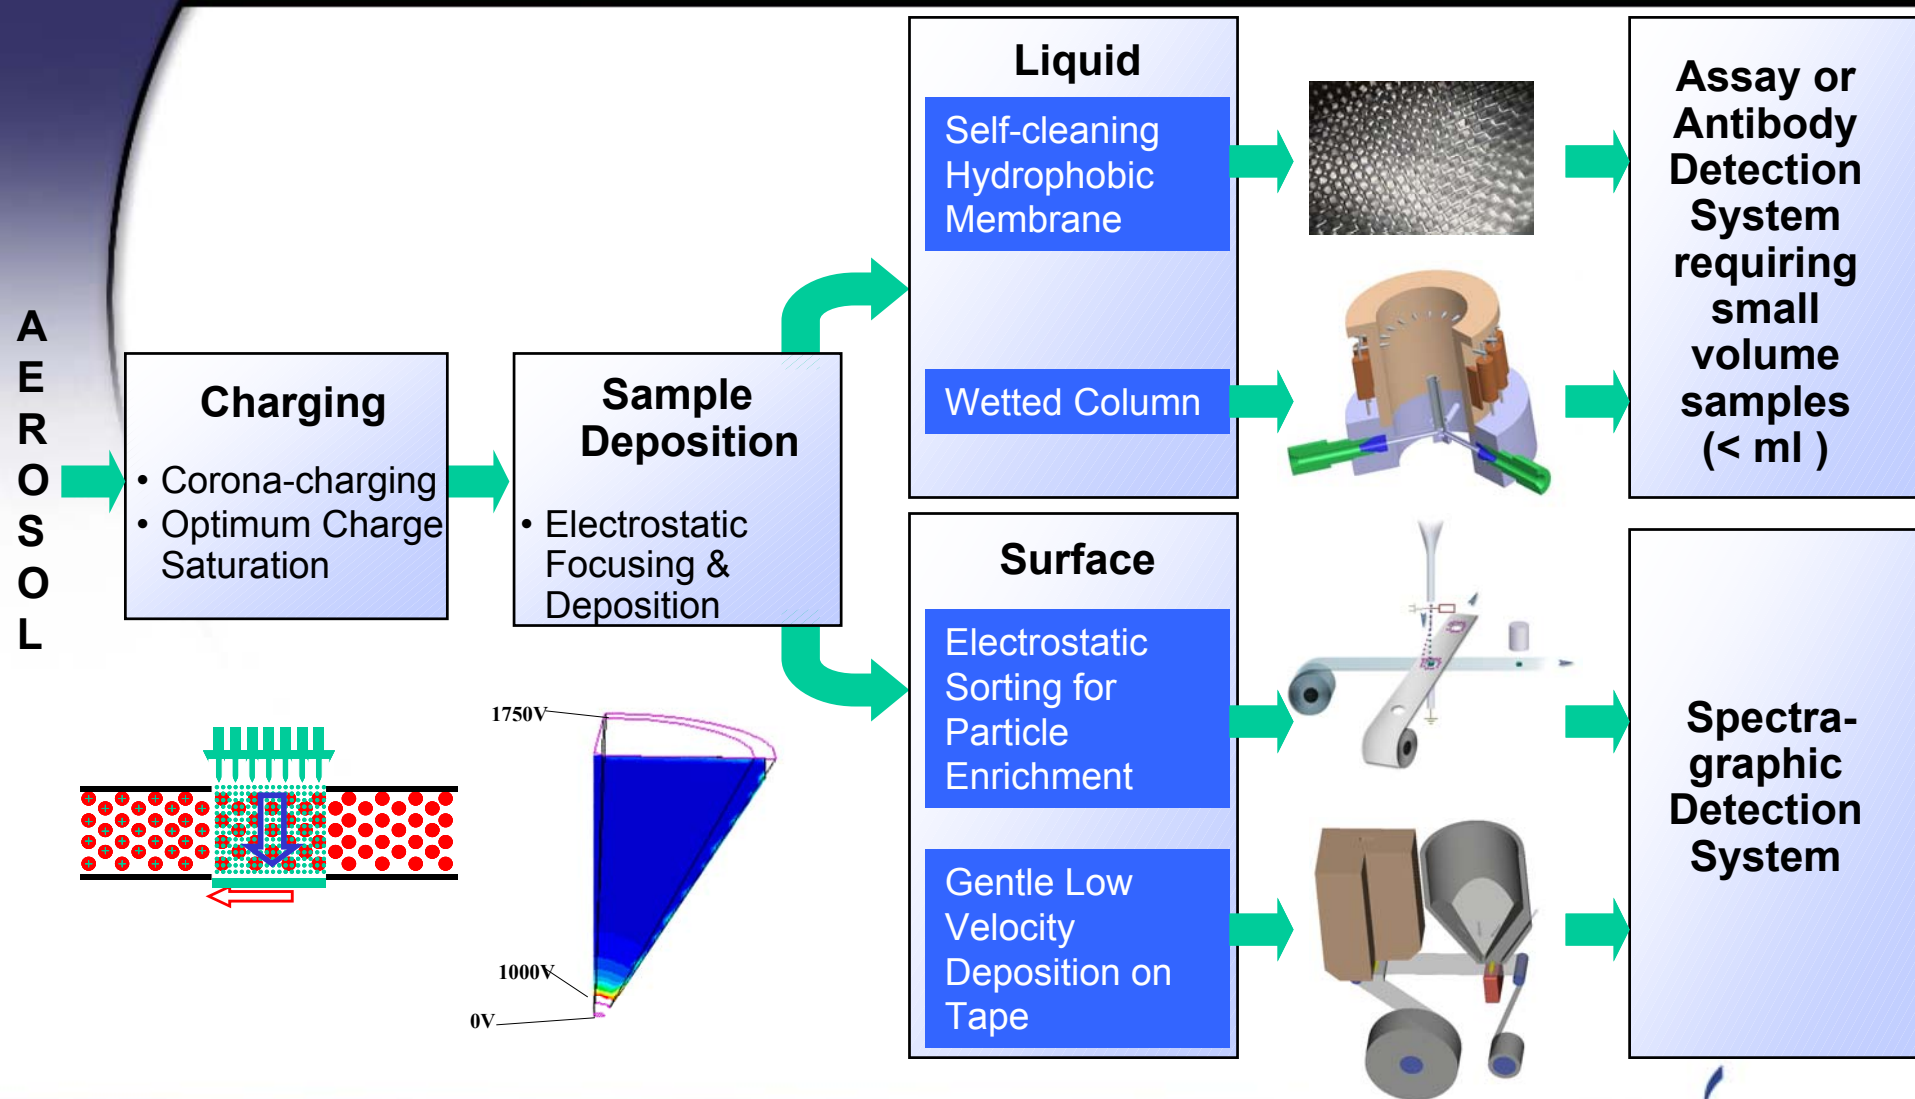 A
E
R
O
S
O
L
Charging
• Corona-charging
• Optimum Charge
Saturation
Sample
Deposition
• Electrostatic
Focusing &
Deposition
1750V
1000V
0V
Liquid
Self-cleaning
Hydrophobic
Membrane
Wetted Column
Surface
Electrostatic
Sorting for
Particle
Enrichment
Gentle Low
Velocity
Deposition on
Tape
Assay or
Antibody
Detection
System
requiring
small
volume
samples
(< ml )
Spectra-
graphic
Detection
System